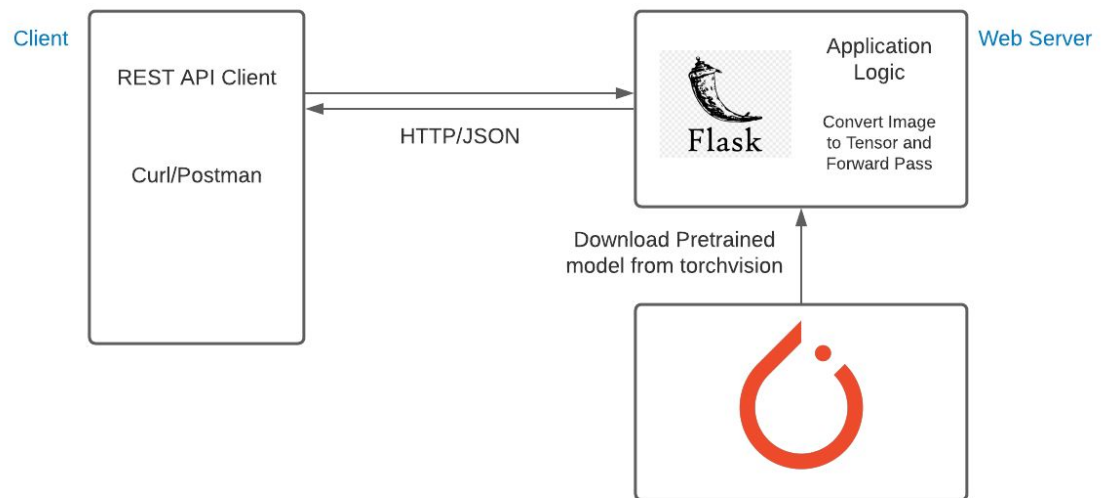 Client
REST API Client
Curl/Postman
HTTP/JSON
Flask
Application
Logic
Convert Image
to Tensor and
Forward Pass
Web Server
Download Pretrained
model from torchvision